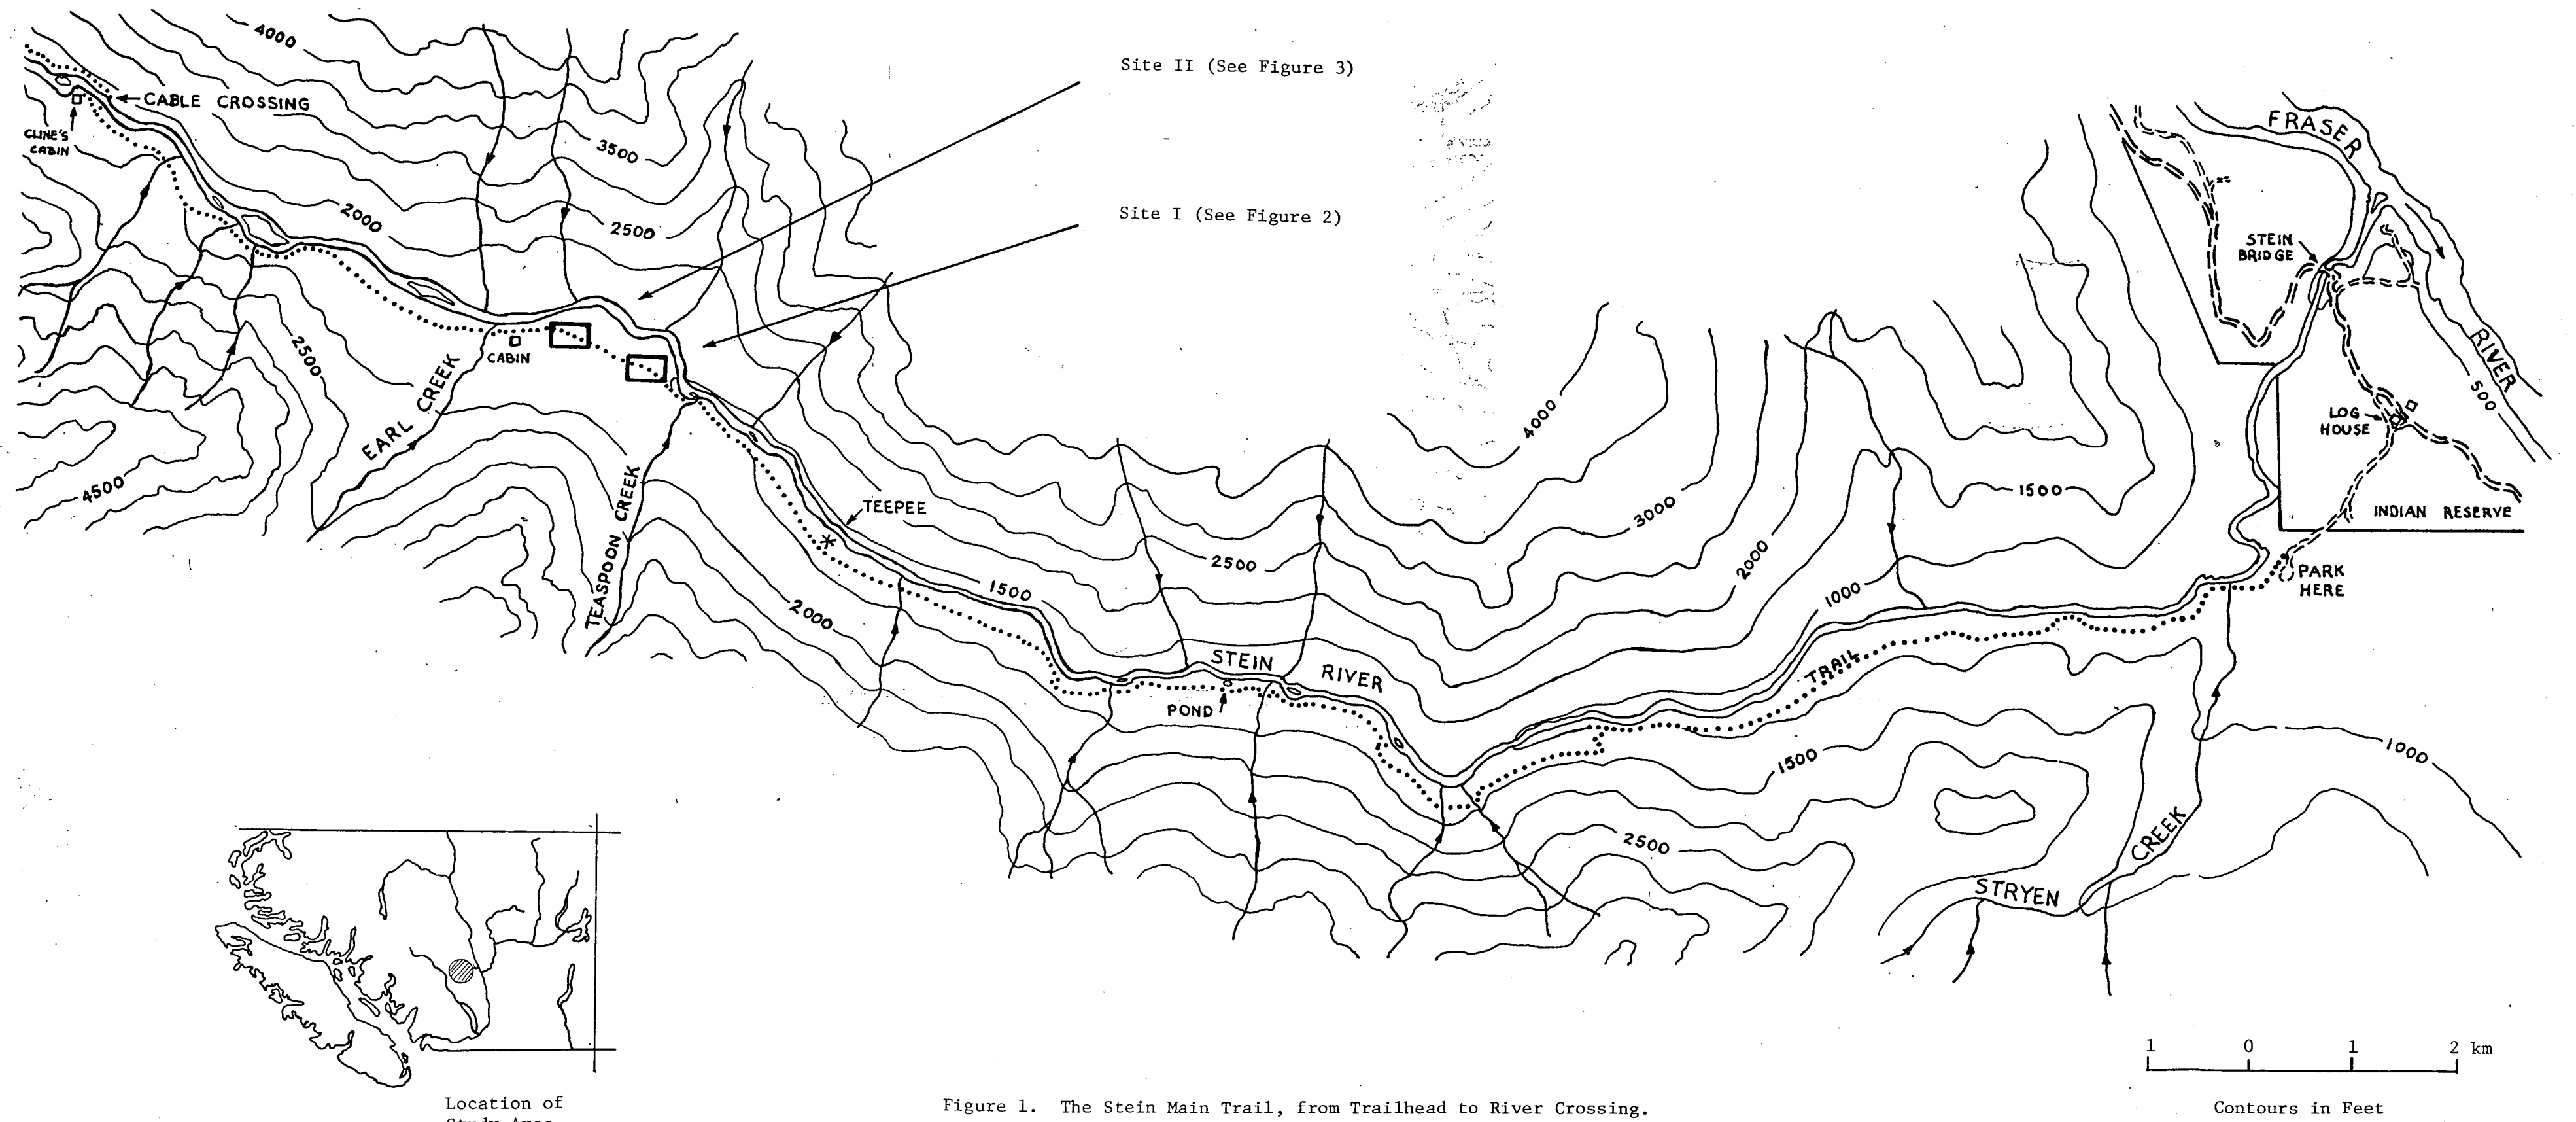 4000
Site II (See Figure 3)
CABLE CROSSING
CLINE'S
CABIN
FRASER
RIVER
3500
2000
2500
Site I (See Figure 2)
STEIN
BRIDGE
2500
CABIN
EARL CREEK
4500
TEASPOON CREEK
TEEPEE
4000
3000
1500
500
LOG
HOUSE
INDIAN RESERVE
2500
2000
1500
1000
PARK
HERE
2000
STEIN RIVER
POND
TRAIL
1500
1000
2500
STRYEN CREEK
1 0 1 2 km
Contours in Feet
Location of
Study Area
Figure 1. The Stein Main Trail, from Trailhead to River Crossing.